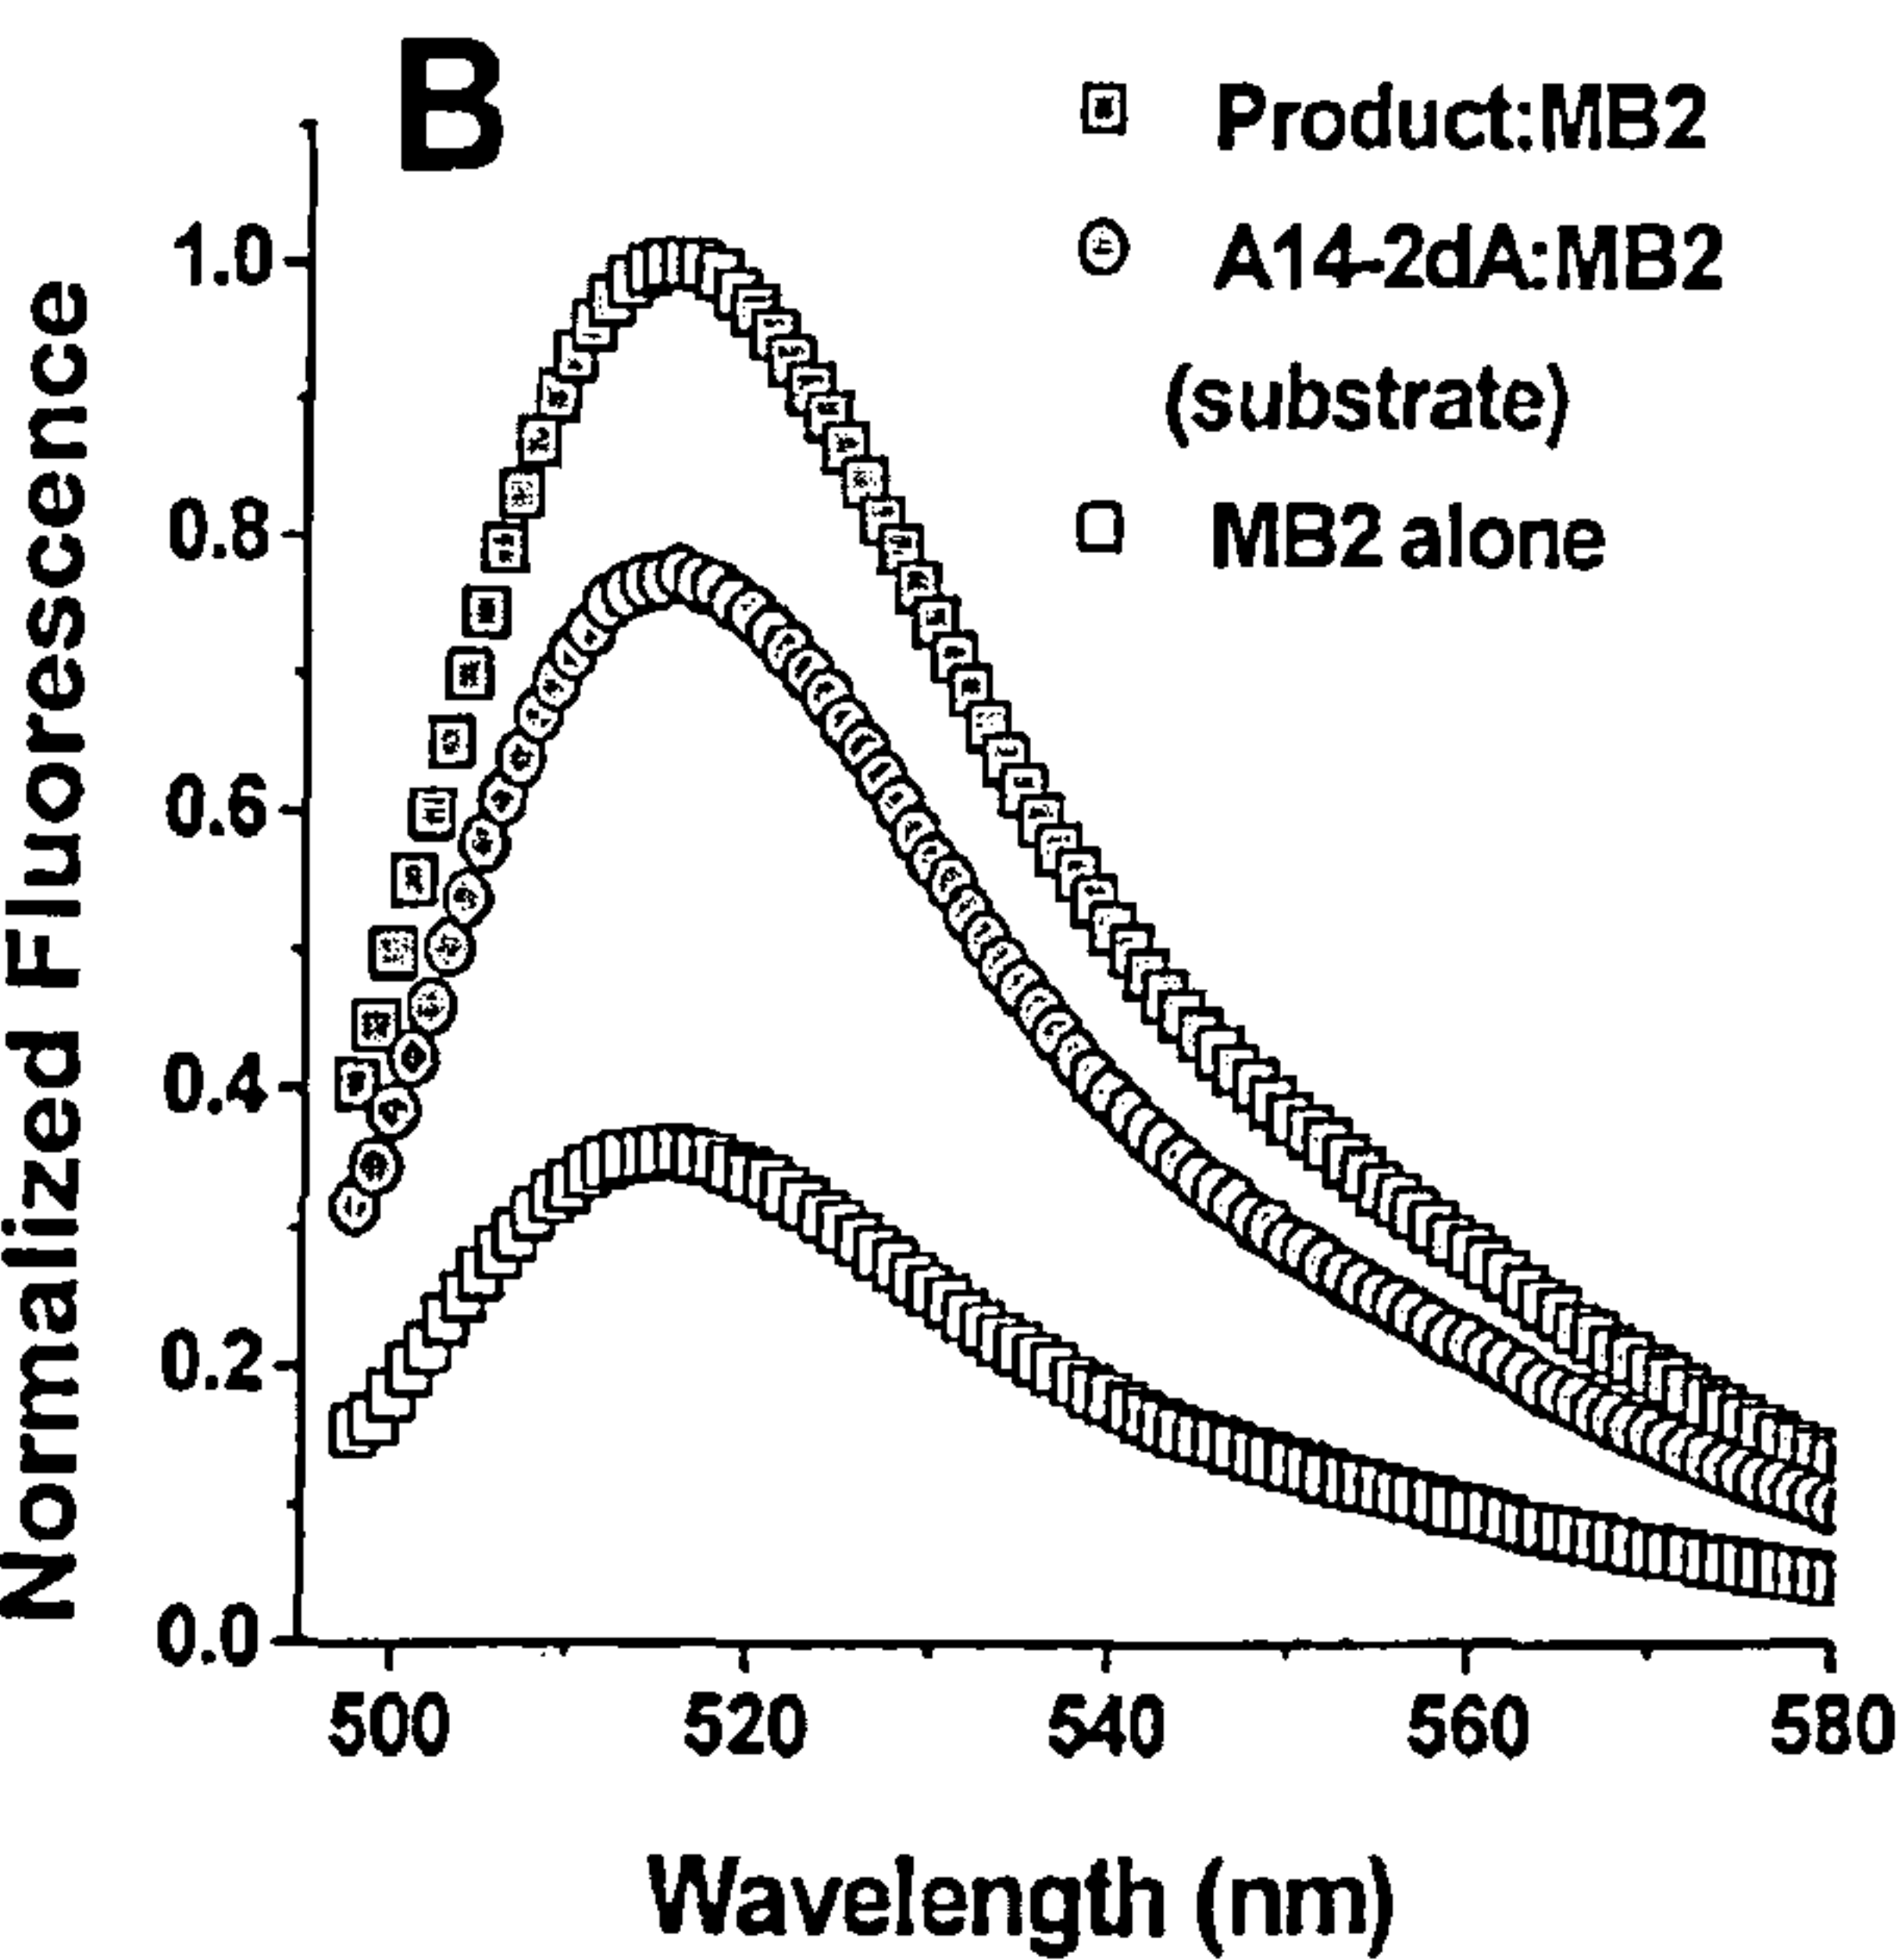 B
Product:MB2
A14-2dA:MB2
(substrate)
MB2 alone
Normalized Fluorescence
1.0
0.8
0.6
0.4
0.2
0.0
500 520 540 560 580
Wavelength (nm)